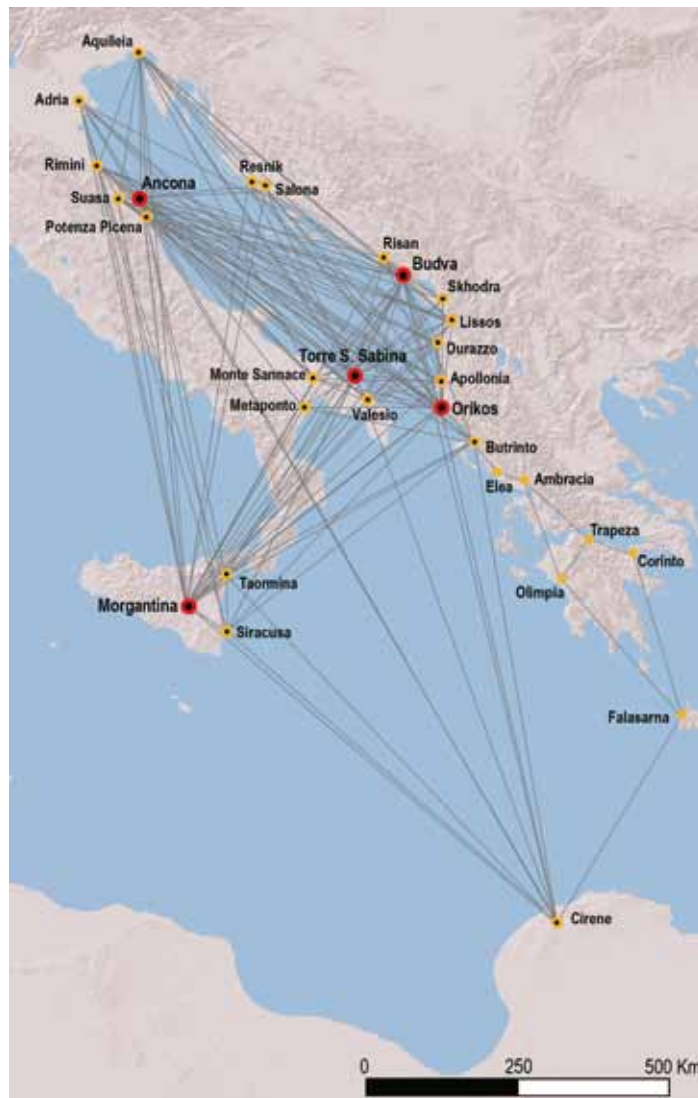 Aquileia
Adria
Rimini
Ancona
Resnik
Salona
Suasa
Potenza Picena
Risan
Budva
Skhodra
Lissos
Durazzo
Torre S. Sabina
Monte Sannace
Apollonia
Metaponto
Valesio
Orikos
Butrinto
Elea
Ambracia
Trapeza
Corinto
Taormina
Olimpia
Morgantina
Siracusa
Falasarna
Cirene
0 250 500 Km